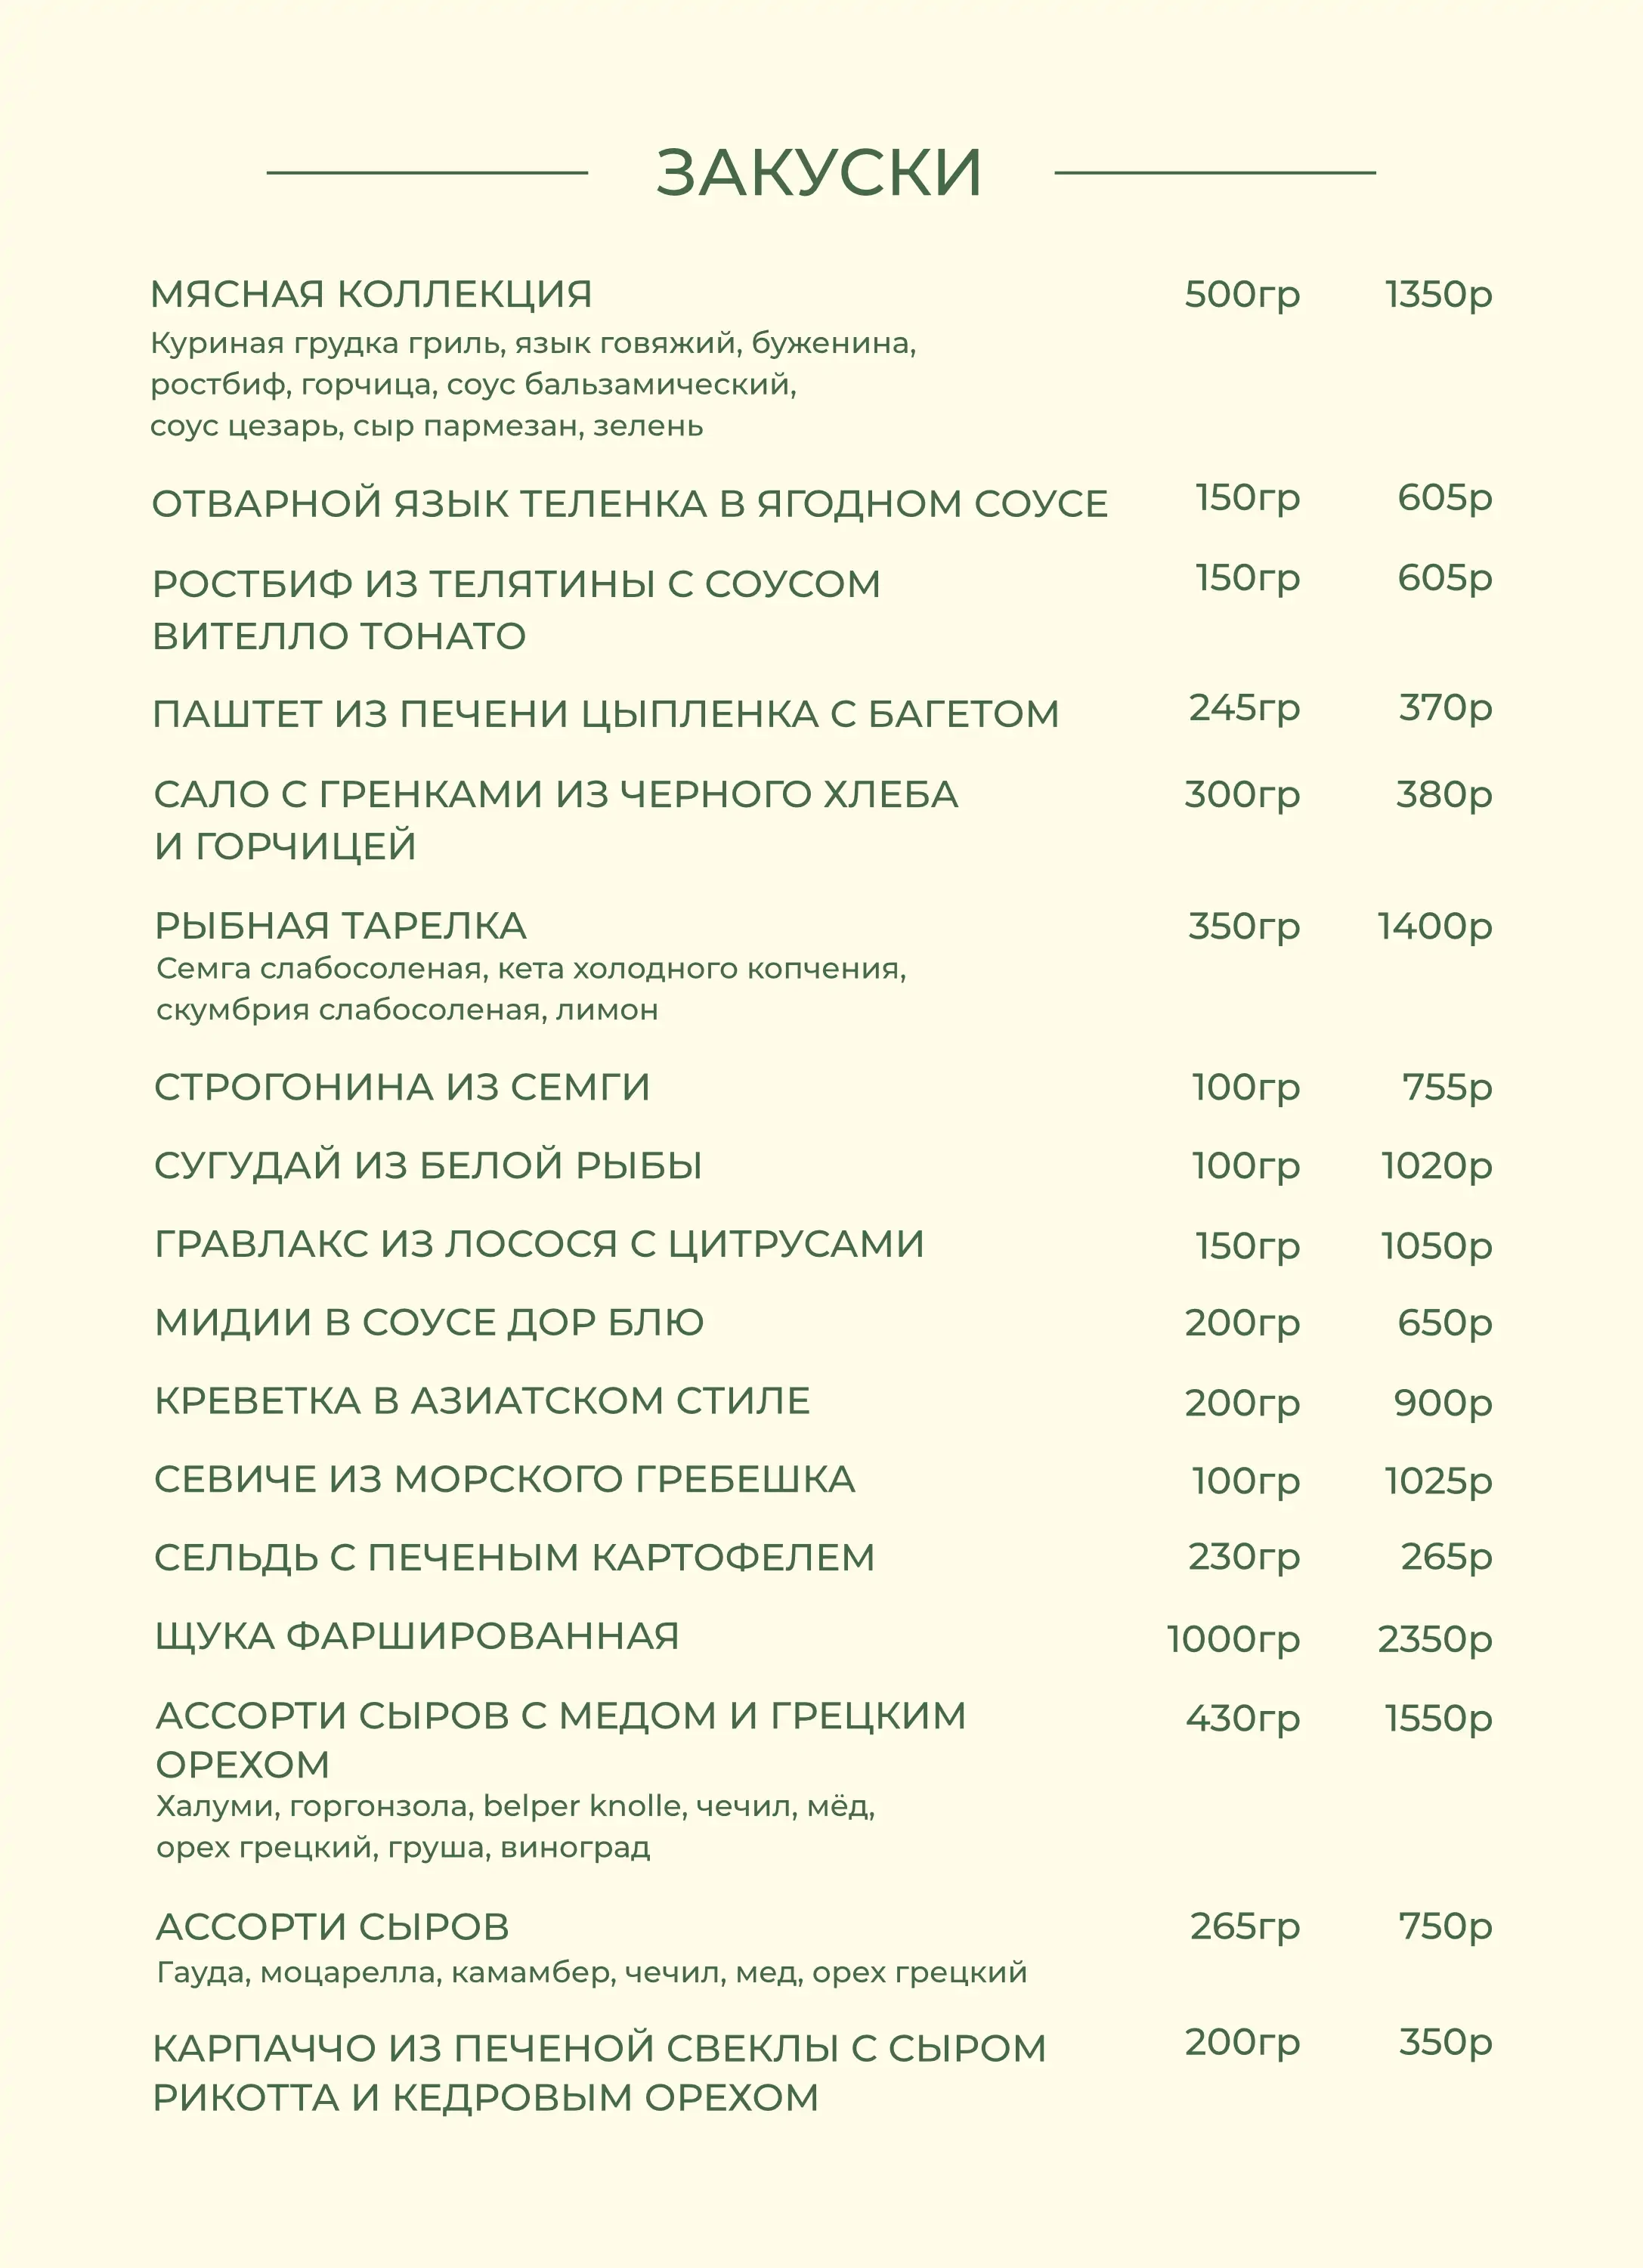 ЗАКУСКИ
МЯСНАЯ КОЛЛЕКЦИЯ 500гр 1350р
Куриная грудка гриль, язык говяжий, буженина,
ростбиф, горчица, соус бальзамический,
соус цезарь, сыр пармезан, зелень
ОТВАРНОЙ ЯЗЫК ТЕЛЕНКА В ЯГОДНОМ СОУСЕ 150гр 605р
РОСТБИФ ИЗ ТЕЛЯТИНЫ С СОУСОМ 150гр 605р
ВИТЕЛЛО ТОНАТО
ПАШТЕТ ИЗ ПЕЧЕНИ ЦЫПЛЕНКА С БАГЕТОМ 245гр 370р
САЛО С ГРЕНКАМИ ИЗ ЧЕРНОГО ХЛЕБА 300гр 380р
И ГОРЧИЦЕЙ
РЫБНАЯ ТАРЕЛКА 350гр 1400р
Семга слабосоленая, кета холодного копчения,
скумбрия слабосоленая, лимон
СТРОГОНИНА ИЗ СЕМГИ 100гр 755р
СУГУДАЙ ИЗ БЕЛОЙ РЫБЫ 100гр 1020р
ГРАВЛАКС ИЗ ЛОСОСЯ С ЦИТРУСАМИ 150гр 1050р
МИДИИ В СОУСЕ ДОР БЛЮ 200гр 650р
КРЕВЕТКА В АЗИАТСКОМ СТИЛЕ 200гр 900р
СЕВИЧЕ ИЗ МОРСКОГО ГРЕБЕШКА 100гр 1025р
СЕЛЬДЬ С ПЕЧЕНЫМ КАРТОФЕЛЕМ 230гр 265р
ЩУКА ФАРШИРОВАННАЯ 1000гр 2350р
АССОРТИ СЫРОВ С МЕДОМ И ГРЕЦКИМ 430гр 1550р
ОРЕХОМ
Халуми, горгонзола, belper knolle, чечил, мёд,
орех грецкий, груша, виноград
АССОРТИ СЫРОВ 265гр 750р
Гауда, моцарелла, камамбер, чечил, мед, орех грецкий
КАРПАЧЧО ИЗ ПЕЧЕНОЙ СВЕКЛЫ С СЫРОМ 200гр 350р
РИКОТТА И КЕДРОВЫМ ОРЕХОМ